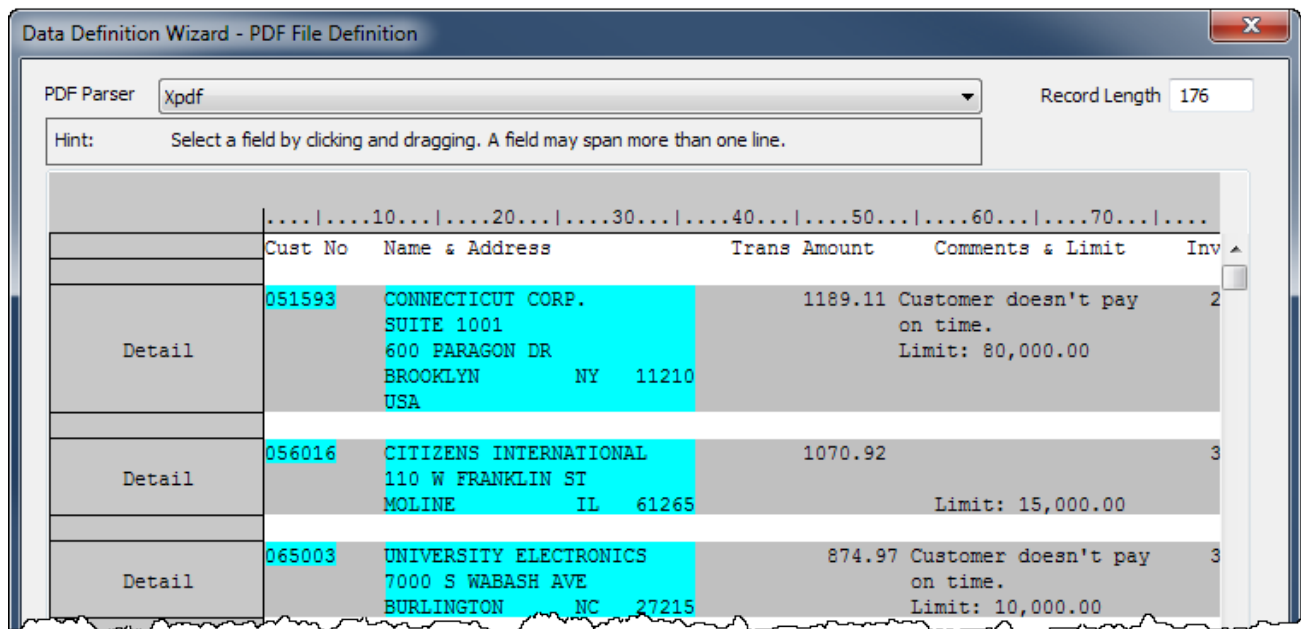 Data Definition Wizard - PDF File Definition
PDF Parser Xpdf Record Length 176
Hint: Select a field by clicking and dragging. A field may span more than one line.
....|....10...|....20...|....30...|....40...|....50...|....60...|....70...|....
Cust No Name & Address Trans Amount Comments & Limit Inv
051593 CONNECTICUT CORP. 1189.11 Customer doesn't pay 2
SUITE 1001 on time.
Detail 600 PARAGON DR Limit: 80,000.00
BROOKLYN NY 11210
USA
056016 CITIZENS INTERNATIONAL 1070.92 3
Detail 110 W FRANKLIN ST
MOLINE IL 61265 Limit: 15,000.00
065003 UNIVERSITY ELECTRONICS 874.97 Customer doesn't pay 3
Detail 7000 S WABASH AVE on time.
BURLINGTON NC 27215 Limit: 10,000.00